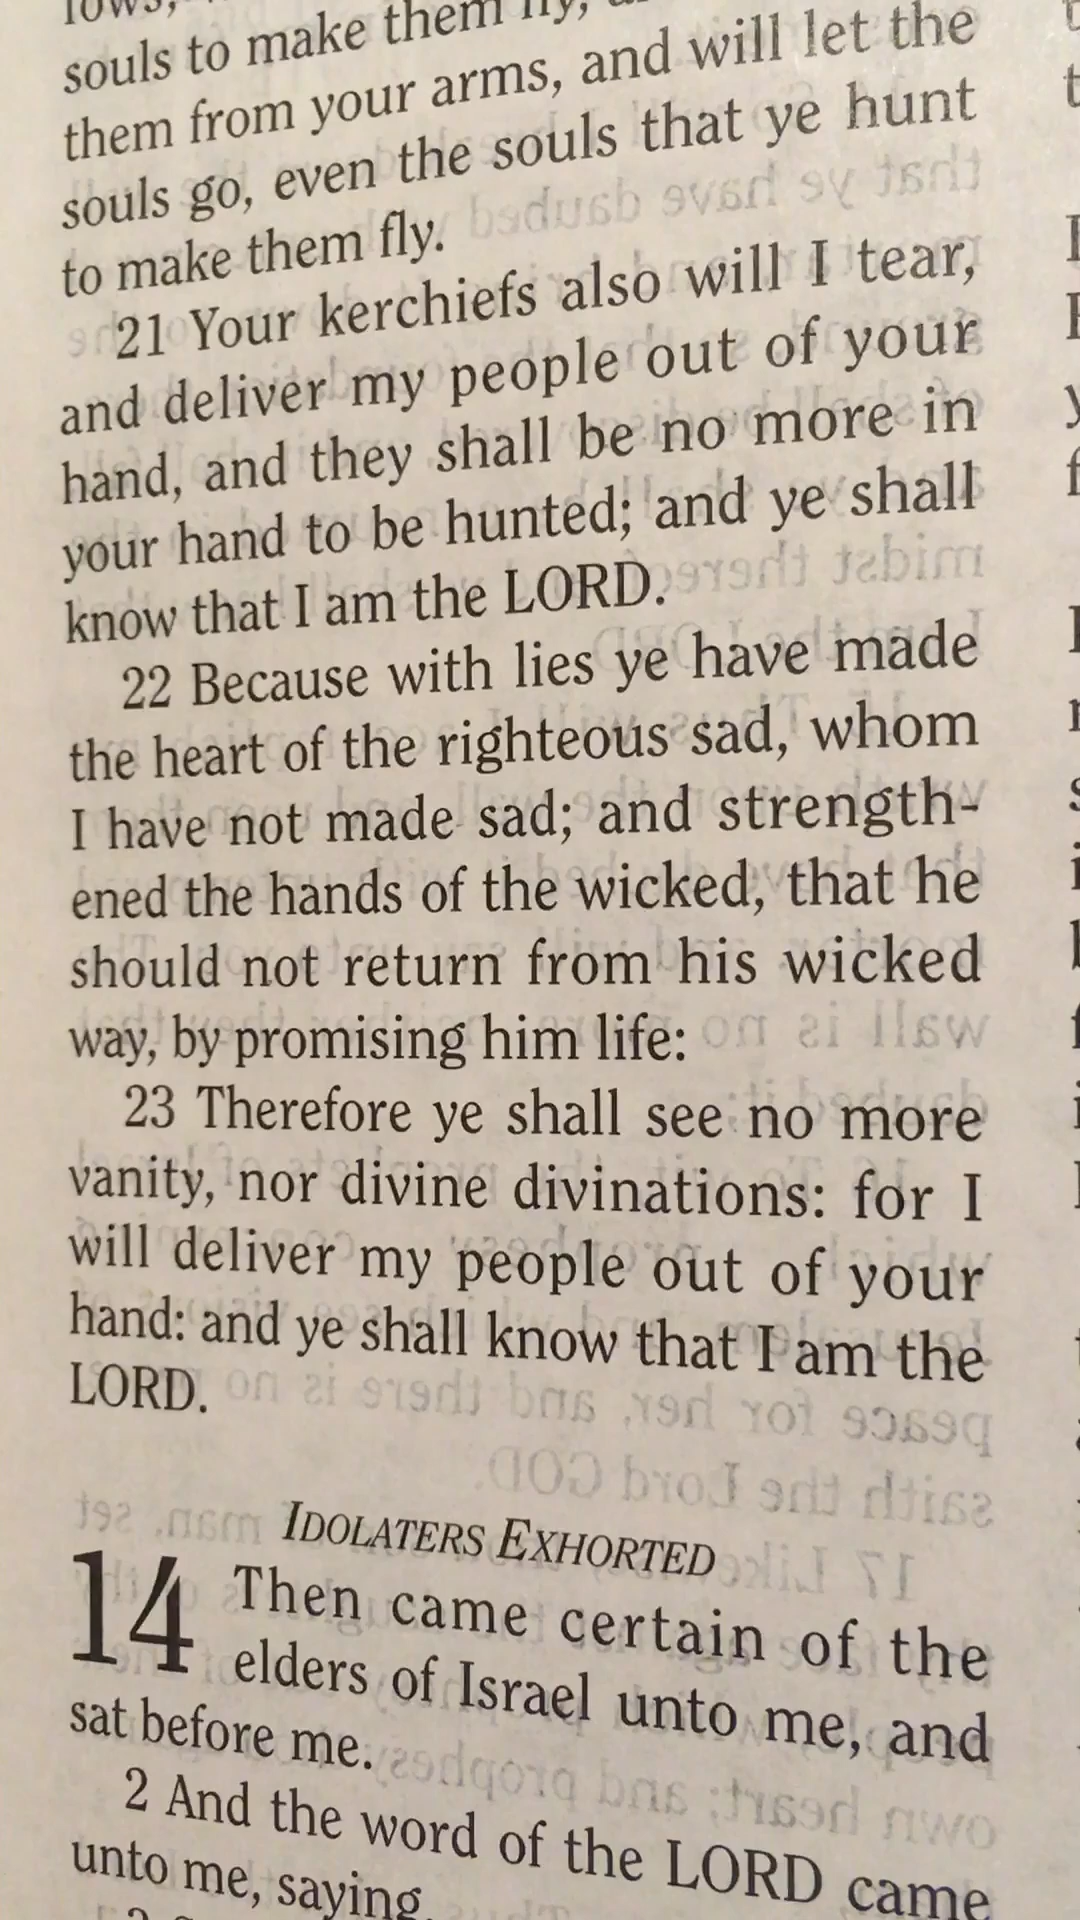 souls to make them fly,
them from your arms, and will let the
souls go, even the souls that ye hunt
to make them fly.
21 Your kerchiefs also will I tear,
and deliver my people out of your
hand, and they shall be no more in
your hand to be hunted; and ye shall
know that I am the LORD.
22 Because with lies ye have made
the heart of the righteous sad, whom
I have not made sad; and strength-
ened the hands of the wicked, that he
should not return from his wicked
way, by promising him life:
23 Therefore ye shall see no more
vanity, nor divine divinations: for I
will deliver my people out of your
hand: and ye shall know that I am the
LORD.
IDOLATERS EXHORTED
14 Then came certain of the
elders of Israel unto me, and
sat before me.
2 And the word of the LORD came
unto me, saying